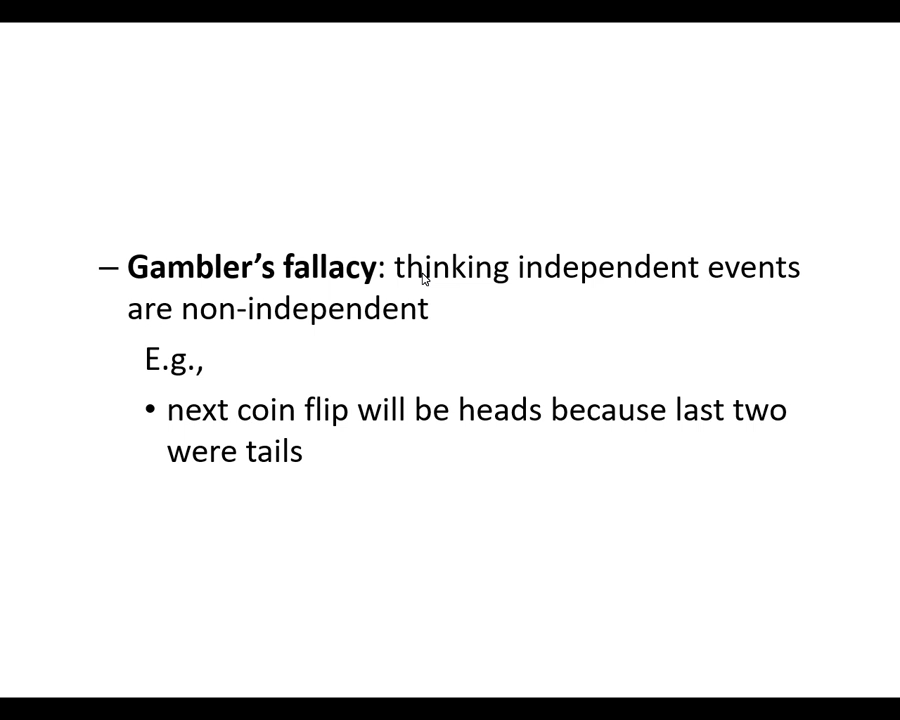 – Gambler’s fallacy: thinking independent events
are non-independent
E.g.,
• next coin flip will be heads because last two
were tails